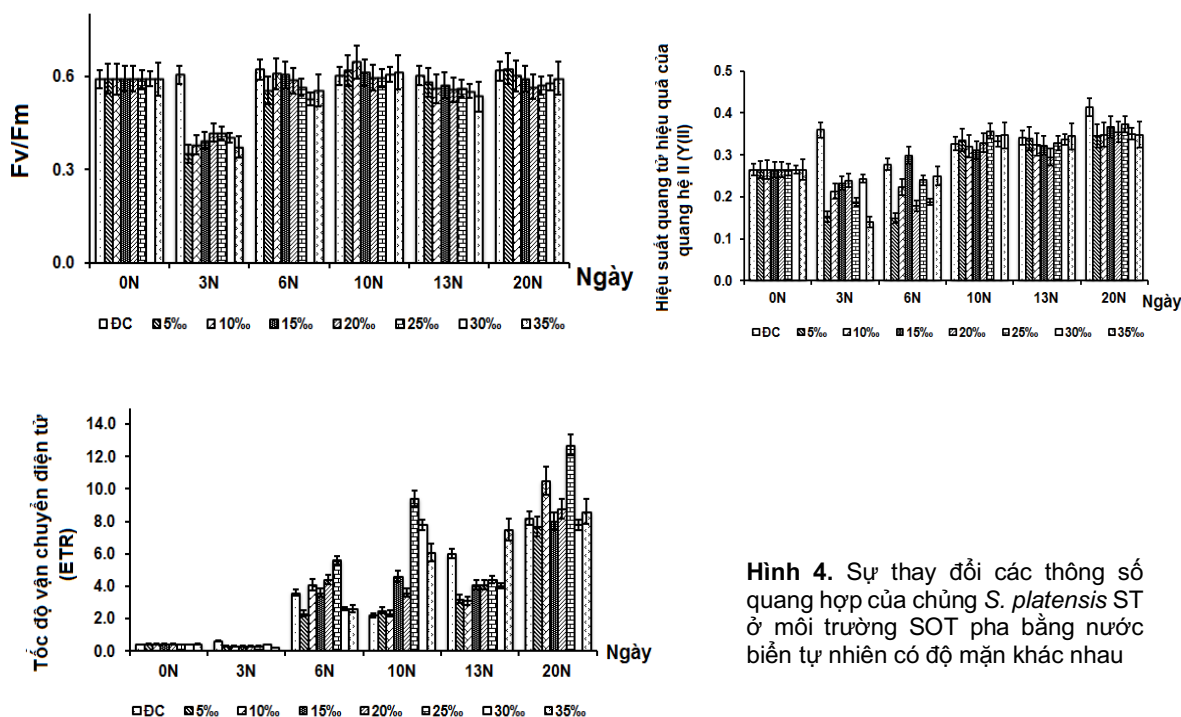 Fv/Fm
0.6
0.3
0.0
0N 3N 6N 10N 13N 20N Ngày
ĐC 5‰ 10‰ 15‰ 20‰ 25‰ 30‰ 35‰
Hiệu suất quang tử hiệu quả của
quang hệ II (Y(II)
0.5
0.4
0.3
0.2
0.1
0.0
0N 3N 6N 10N 13N 20N Ngày
ĐC 5‰ 10‰ 15‰ 20‰ 25‰ 30‰ 35‰
Tốc độ vận chuyển điện tử
(ETR)
14.0
12.0
10.0
8.0
6.0
4.0
2.0
0.0
0N 3N 6N 10N 13N 20N Ngày
ĐC 5‰ 10‰ 15‰ 20‰ 25‰ 30‰ 35‰
Hình 4. Sự thay đổi các thông số
quang hợp của chủng S. platensis ST
ở môi trường SOT pha bằng nước
biển tự nhiên có độ mặn khác nhau